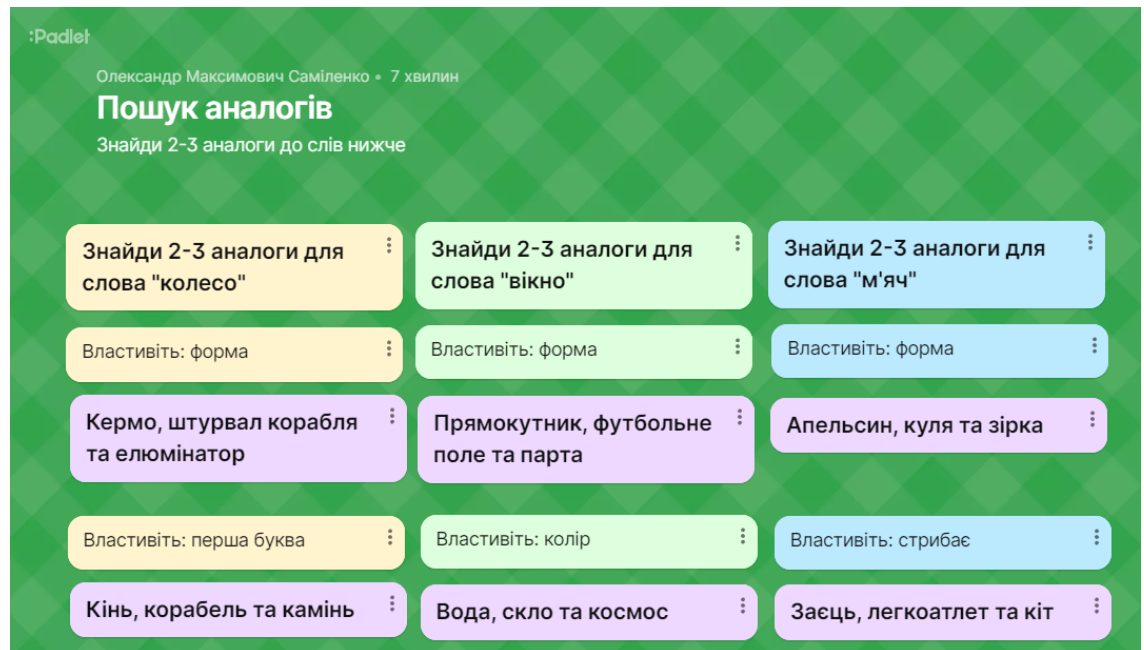 :Padlet
Олександр Максимович Саміленко • 7 хвилин
Пошук аналогів
Знайди 2-3 аналоги до слів нижче
Знайди 2-3 аналоги для
слова "колесо"
Властивіть: форма
Кермо, штурвал корабля
та елюмінатор
Властивіть: перша буква
Кінь, корабель та камінь
Знайди 2-3 аналоги для
слова "вікно"
Властивіть: форма
Прямокутник, футбольне
поле та парта
Властивіть: колір
Вода, скло та космос
Знайди 2-3 аналоги для
слова "м'яч"
Властивіть: форма
Апельсин, куля та зірка
Властивіть: стрибає
Заєць, легкоатлет та кіт